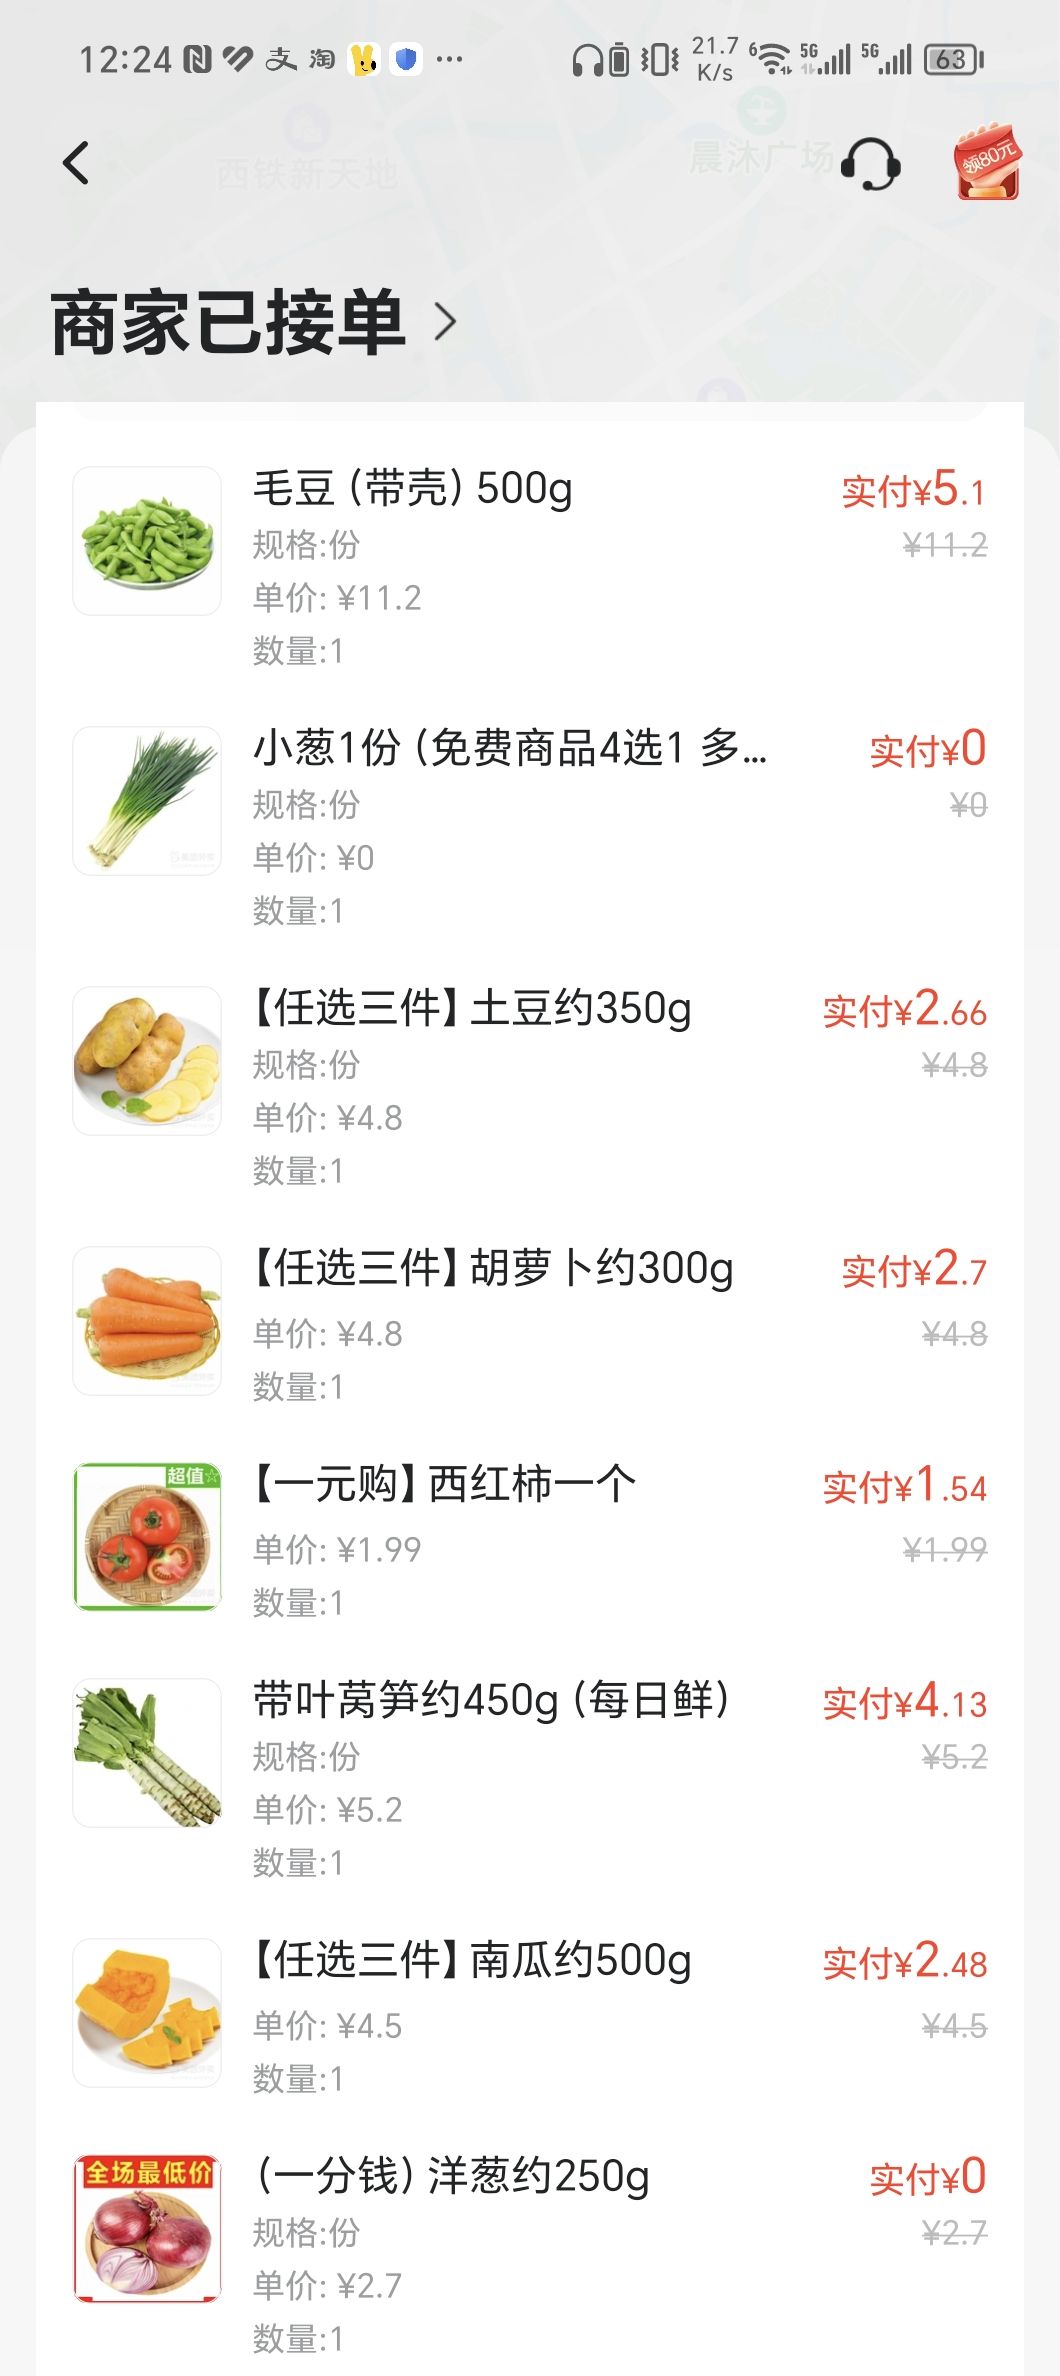 12:24
支 淘 ...
21.7
K/s
6 5G 5G 63
西铁新天地
晨沐广场
领80元
商家已接单 >
毛豆（带壳）500g
实付¥5.1
规格:份
¥11.2
单价: ¥11.2
数量:1
小葱1份（免费商品4选1 多...
实付¥0
规格:份
¥0
单价: ¥0
数量:1
【任选三件】土豆约350g
实付¥2.66
规格:份
¥4.8
单价: ¥4.8
数量:1
【任选三件】胡萝卜约300g
实付¥2.7
单价: ¥4.8
¥4.8
数量:1
超值☆
【一元购】西红柿一个
实付¥1.54
单价: ¥1.99
¥1.99
数量:1
带叶莴笋约450g（每日鲜）
实付¥4.13
规格:份
¥5.2
单价: ¥5.2
数量:1
【任选三件】南瓜约500g
实付¥2.48
单价: ¥4.5
¥4.5
数量:1
全场最低价
（一分钱）洋葱约250g
实付¥0
规格:份
¥2.7
单价: ¥2.7
数量:1